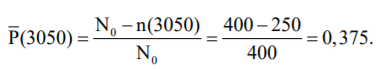 P̅(3050) = (N₀ – n(3050)) / N₀ = (400 – 250) / 400 = 0,375.